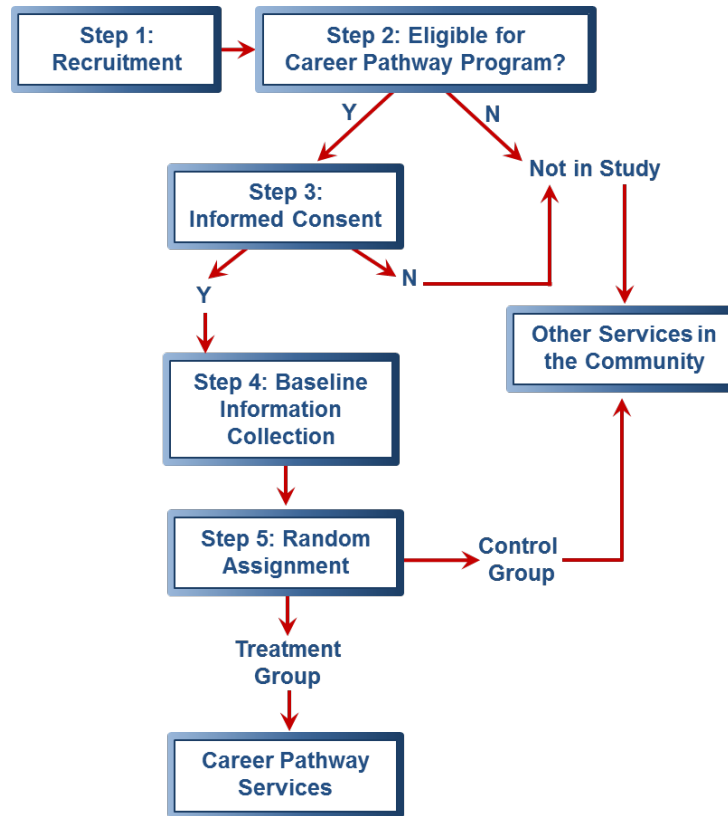 Step 1:
Recruitment
Step 2: Eligible for
Career Pathway Program?
Y
N
Step 3:
Informed Consent
Not in Study
Y
N
Other Services in
the Community
Step 4: Baseline
Information
Collection
Step 5: Random
Assignment
Control
Group
Treatment
Group
Career Pathway
Services